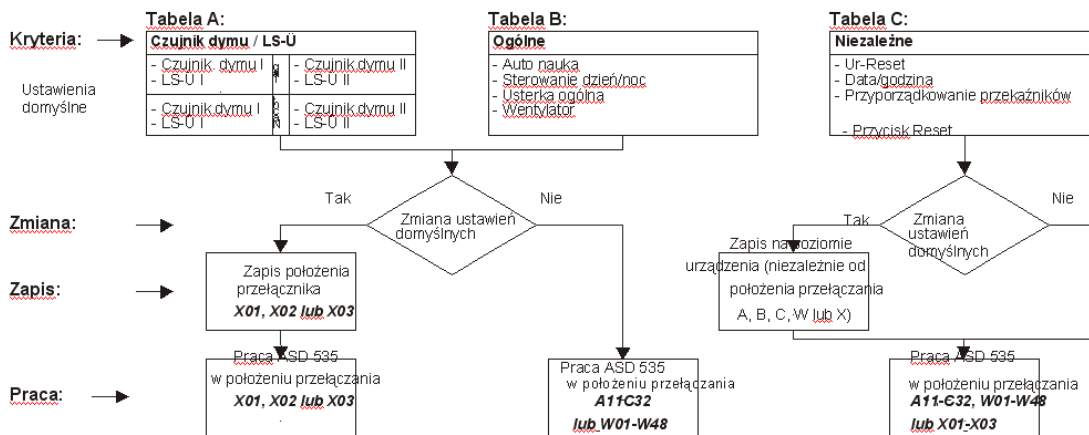 Tabela A:
Tabela B:
Tabela C:
Kryteria:
Czujnik dymu / LS-Ü
Ogólne
Niezależne
Ustawienia
domyślne
- Czujnik. dymu I
- LS-Ü I
- Czujnik.dymu II
- LS-Ü II
- Czujnik.dymu I
- LS-Ü I
- Czujnik.dymu II
- LS-Ü II
- Auto nauka
- Sterowanie dzień/noc
- Usterka ogólna
- Wentylator
- Ur-Reset
- Data/godzina
- Przyporządkowanie przekaźników
- Przycisk Reset
Zmiana:
Tak
Nie
Zmiana ustawień
domyślnych
Tak
Nie
Zmiana
ustawień
domyślnych
Zapis:
Zapis położenia
przełącznika
X01, X02 lub X03
Zapis na poziomie
urządzenia (niezależnie od
położenia przełączania
A, B, C, W lub X)
Praca:
Praca ASD 535
w położeniu przełączania
X01, X02 lub X03
.
Praca ASD 535
w położeniu przełączania
A11-C32
lub W01-W48
Praca ASD 535
w położeniu przełączania
A11-C32, W01-W48
lub X01-X03